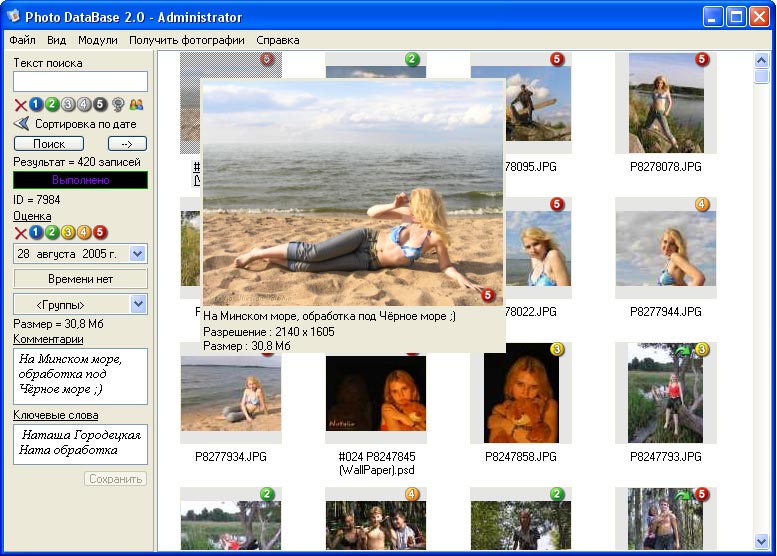 Photo DataBase 2.0 - Administrator
Файл Вид Модули Получить фотографии Справка
Текст поиска
1 2 3 4 5
Сортировка по дате
Поиск -->
Результат = 420 записей
Выполнено
ID = 7984
Оценка
1 2 3 4 5
28 августа 2005 г.
Времени нет
<Группы>
Размер = 30,8 Мб
Комментарии
На Минском море,
обработка под
Чёрное море ;)
Ключевые слова
Наташа Городецкая
Ната обработка
Сохранить
5 2 5 5
78095.JPG P8278078.JPG
5 4
На Минском море, обработка под Чёрное море ;)
Разрешение : 2140 x 1605
Размер : 30,8 Мб
5
78022.JPG P8277944.JPG
3 3
Natalia
P8277934.JPG #024 P8247845 P8247858.JPG P8247793.JPG
(WallPaper).psd
2 4 2 5